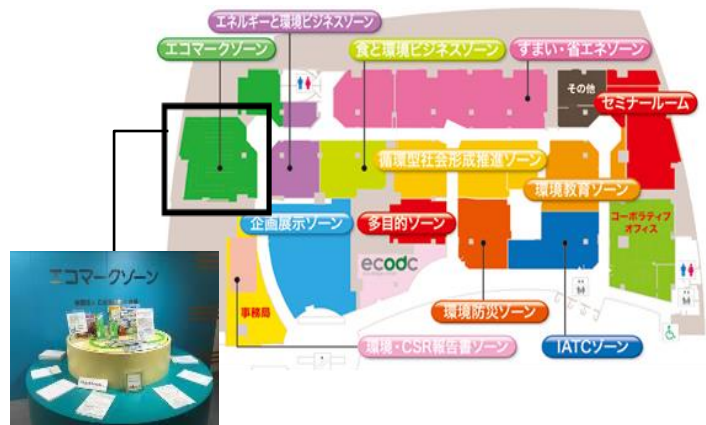 エネルギーと環境ビジネスゾーン
エコマークゾーン
食と環境ビジネスゾーン
すまい・省エネゾーン
その他
セミナールーム
循環型社会形成推進ゾーン
環境教育ゾーン
企画展示ゾーン
多目的ゾーン
コーポラティブ
オフィス
ecodc
事務局
環境防災ゾーン
環境・CSR報告書ゾーン
IATCゾーン
エコマークゾーン